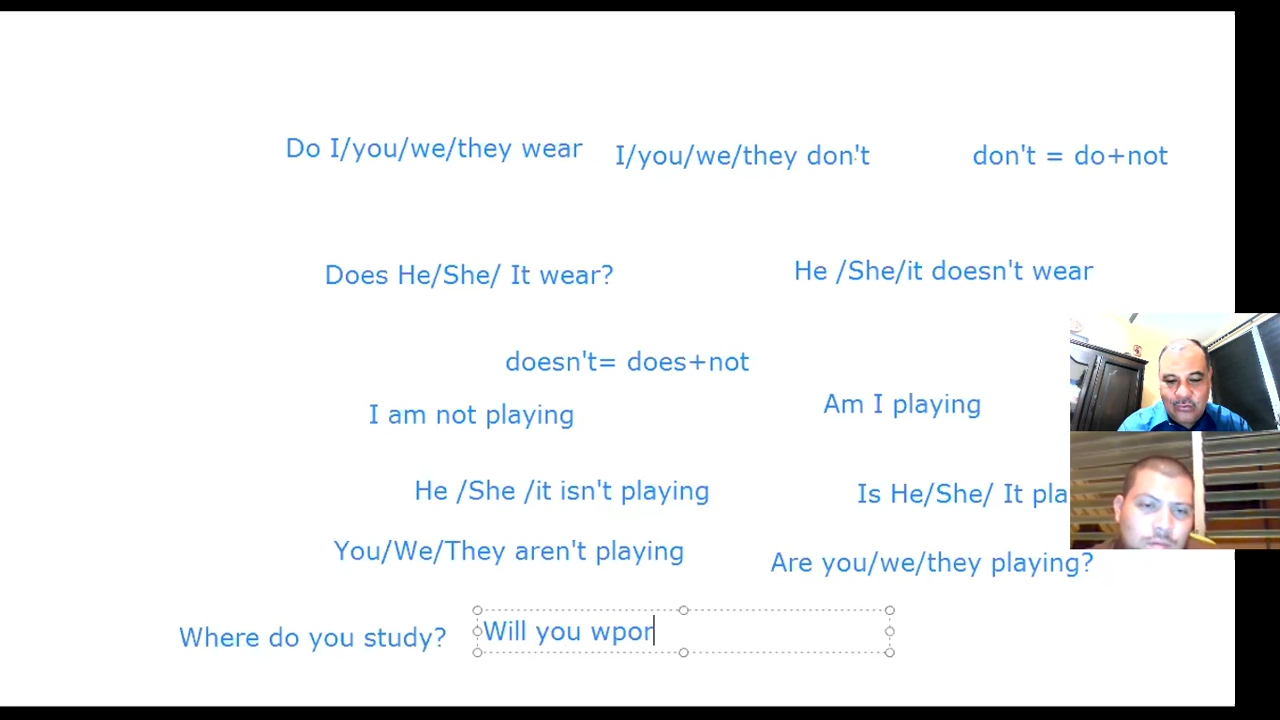 Do I/you/we/they wear
I/you/we/they don't
don't = do+not
Does He/She/ It wear?
He /She/it doesn't wear
doesn't= does+not
I am not playing
Am I playing
He /She /it isn't playing
Is He/She/ It pla
You/We/They aren't playing
Are you/we/they playing?
Where do you study?
Will you wpor